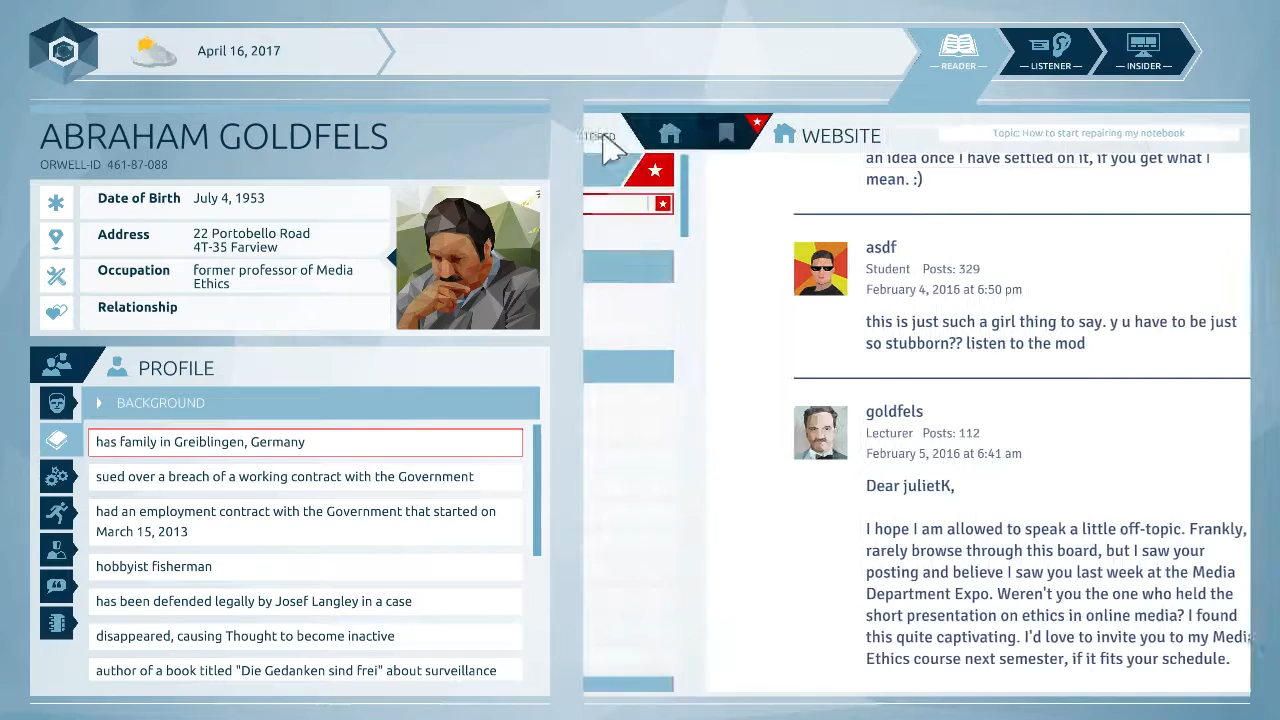 April 16, 2017
READER
LISTENER
INSIDER
ABRAHAM GOLDFELS
ORWELL-ID 461-87-088
Date of Birth July 4, 1953
Address 22 Portobello Road
4T-35 Farview
Occupation former professor of Media
Ethics
Relationship
PROFILE
BACKGROUND
has family in Greiblingen, Germany
sued over a breach of a working contract with the Government
had an employment contract with the Government that started on
March 15, 2013
hobbyist fisherman
has been defended legally by Josef Langley in a case
disappeared, causing Thought to become inactive
author of a book titled "Die Gedanken sind frei" about surveillance
WEBSITE
Topic: How to start repairing my notebook
an idea once I have settled on it, if you get what I
mean. :)
asdf
Student Posts: 329
February 4, 2016 at 6:50 pm
this is just such a girl thing to say. y u have to be just
so stubborn?? listen to the mod
goldfels
Lecturer Posts: 112
February 5, 2016 at 6:41 am
Dear julietK,
I hope I am allowed to speak a little off-topic. Frankly,
rarely browse through this board, but I saw your
posting and believe I saw you last week at the Media
Department Expo. Weren't you the one who held the
short presentation on ethics in online media? I found
this quite captivating. I'd love to invite you to my Media
Ethics course next semester, if it fits your schedule.